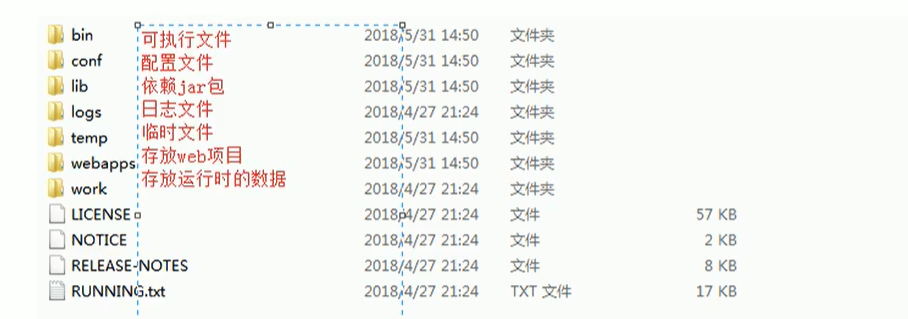 bin 可执行文件 2018/5/31 14:50 文件夹
conf 配置文件 2018/5/31 14:50 文件夹
lib 依赖jar包 2018/5/31 14:50 文件夹
logs 日志文件 2018/4/27 21:24 文件夹
temp 临时文件 2018/5/31 14:50 文件夹
webapps 存放web项目 2018/5/31 14:50 文件夹
work 存放运行时的数据 2018/4/27 21:24 文件夹
LICENSE 2018/4/27 21:24 文件 57 KB
NOTICE 2018/4/27 21:24 文件 2 KB
RELEASE-NOTES 2018/4/27 21:24 文件 8 KB
RUNNING.txt 2018/4/27 21:24 TXT 文件 17 KB